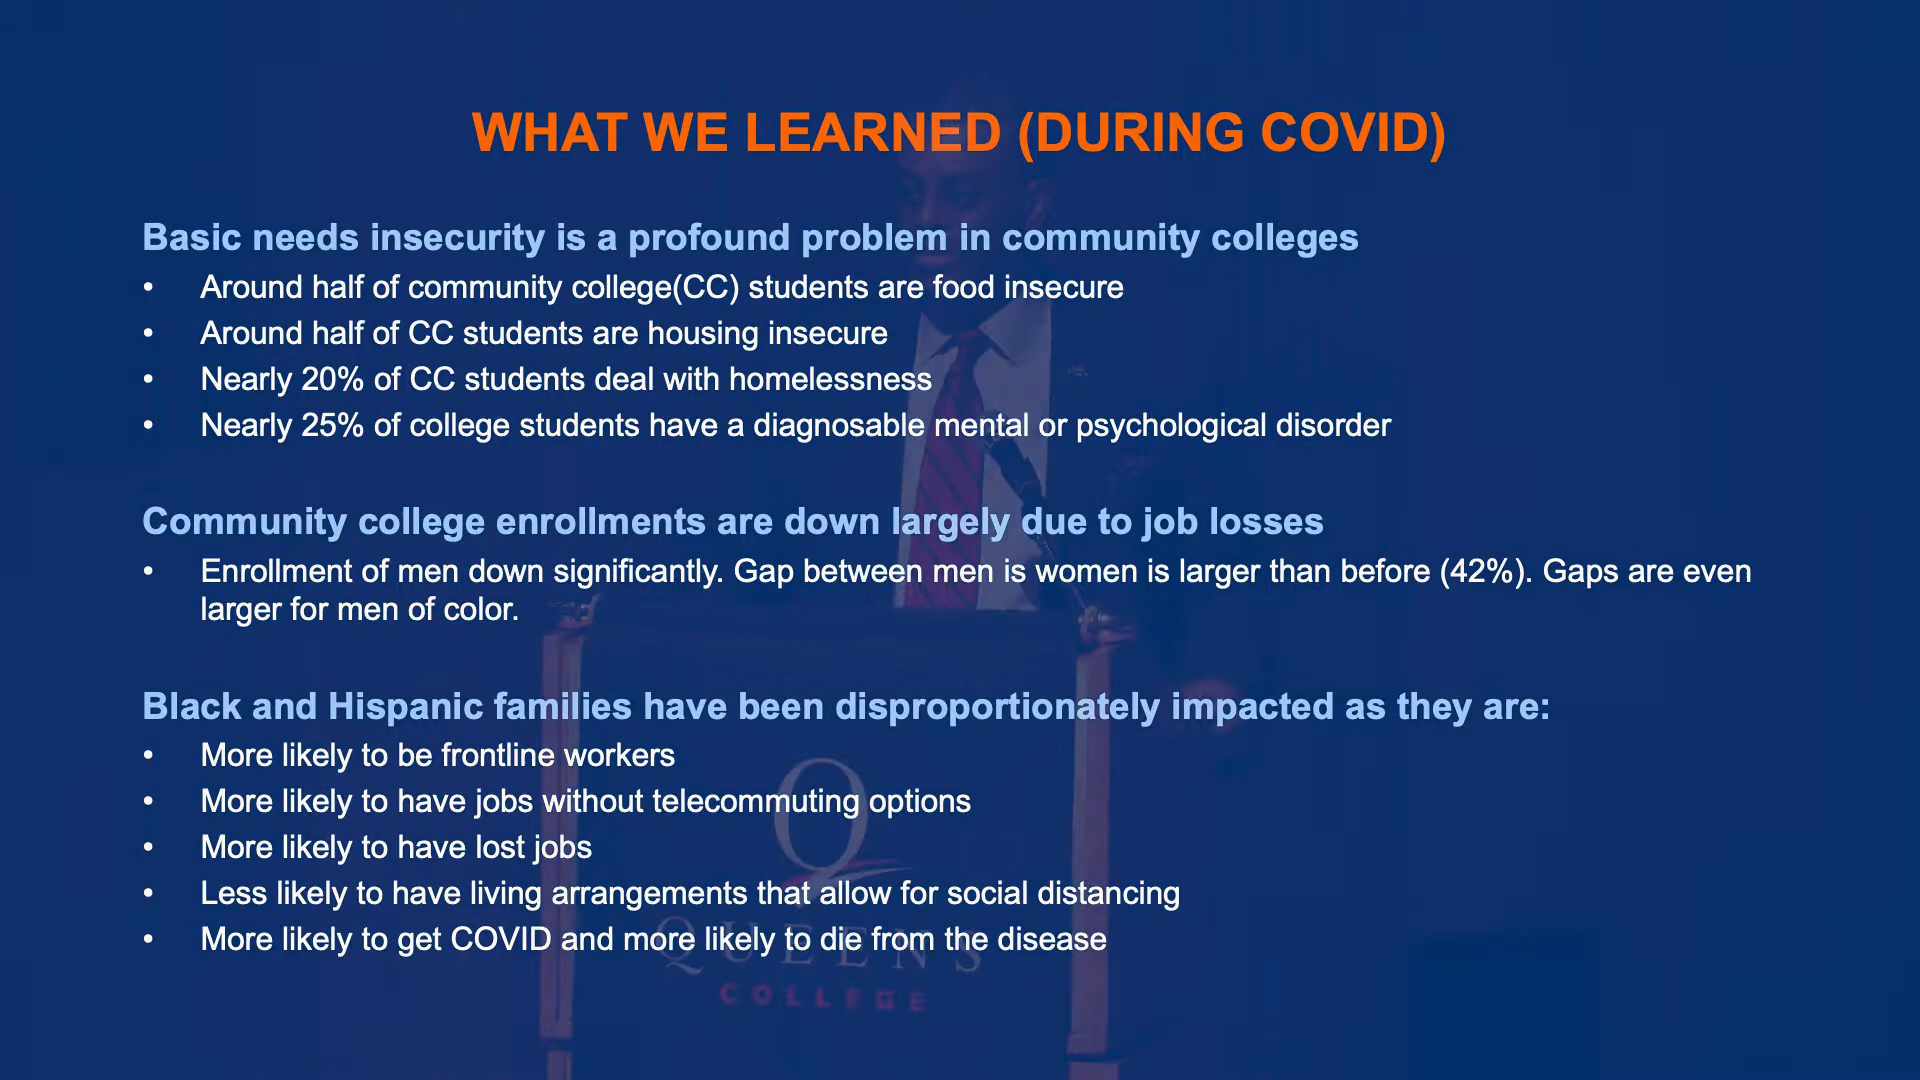 WHAT WE LEARNED (DURING COVID)
Basic needs insecurity is a profound problem in community colleges
• Around half of community college(CC) students are food insecure
• Around half of CC students are housing insecure
• Nearly 20% of CC students deal with homelessness
• Nearly 25% of college students have a diagnosable mental or psychological disorder
Community college enrollments are down largely due to job losses
• Enrollment of men down significantly. Gap between men is women is larger than before (42%). Gaps are even
larger for men of color.
Black and Hispanic families have been disproportionately impacted as they are:
• More likely to be frontline workers
• More likely to have jobs without telecommuting options
• More likely to have lost jobs
• Less likely to have living arrangements that allow for social distancing
• More likely to get COVID and more likely to die from the disease
Q
QUEENS
COLLEGE